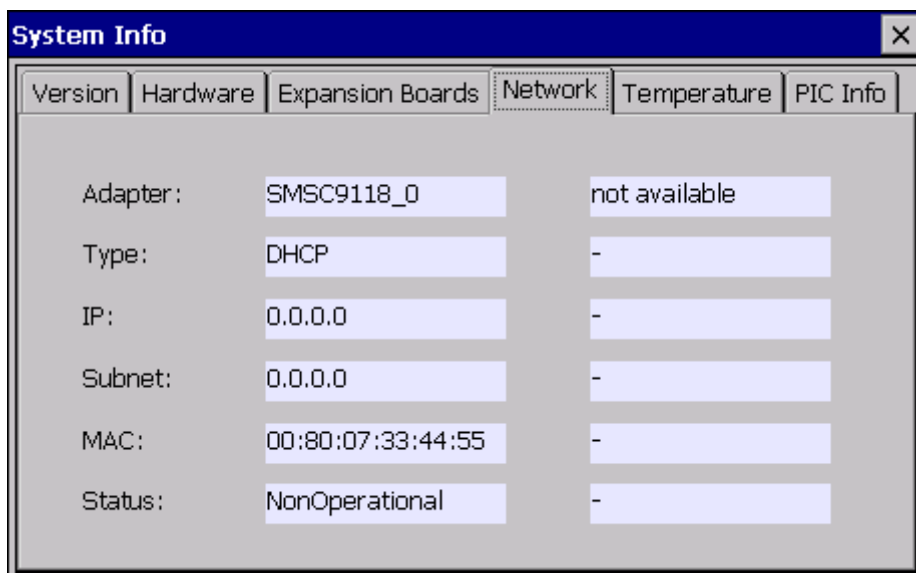 System Info
Version Hardware Expansion Boards Network Temperature PIC Info
Adapter: SMSC9118_0 not available
Type: DHCP -
IP: 0.0.0.0 -
Subnet: 0.0.0.0 -
MAC: 00:80:07:33:44:55 -
Status: NonOperational -